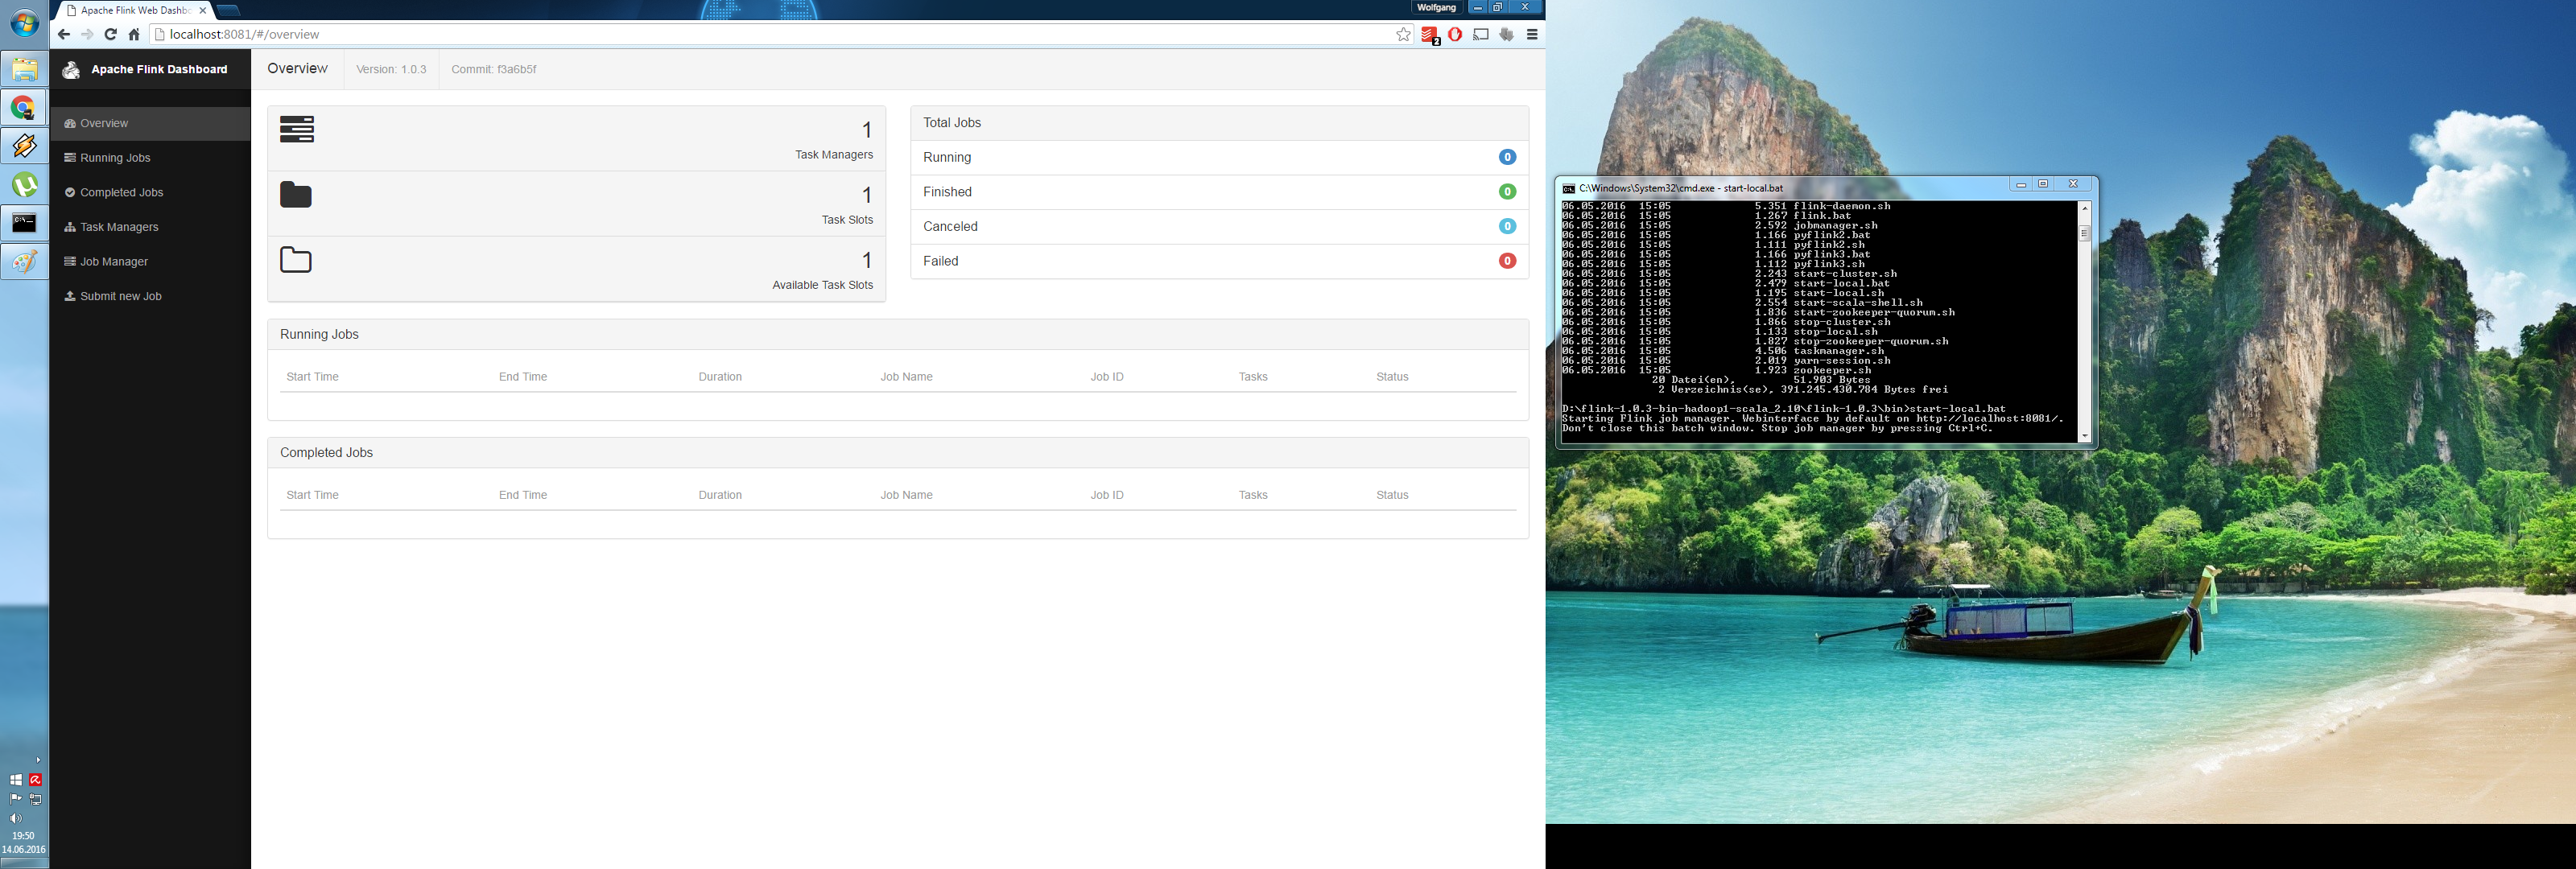 Apache Flink Web Dashbo
Wolfgang
localhost:8081/#/overview
2
Apache Flink Dashboard
Overview
Version: 1.0.3
Commit: f3a6b5f
Overview
Running Jobs
Completed Jobs
Task Managers
Job Manager
Submit new Job
1
Task Managers
1
Task Slots
1
Available Task Slots
Total Jobs
Running 0
Finished 0
Canceled 0
Failed 0
Running Jobs
Start Time End Time Duration Job Name Job ID Tasks Status
Completed Jobs
Start Time End Time Duration Job Name Job ID Tasks Status
19:50
14.06.2016
C:\Windows\System32\cmd.exe - start-local.bat
06.05.2016 15:05 5.351 flink-daemon.sh
06.05.2016 15:05 1.267 flink.bat
06.05.2016 15:05 2.592 jobmanager.sh
06.05.2016 15:05 1.166 pyflink2.bat
06.05.2016 15:05 1.111 pyflink2.sh
06.05.2016 15:05 1.166 pyflink3.bat
06.05.2016 15:05 1.112 pyflink3.sh
06.05.2016 15:05 2.243 start-cluster.sh
06.05.2016 15:05 2.479 start-local.bat
06.05.2016 15:05 1.195 start-local.sh
06.05.2016 15:05 2.554 start-scala-shell.sh
06.05.2016 15:05 1.836 start-zookeeper-quorum.sh
06.05.2016 15:05 1.866 stop-cluster.sh
06.05.2016 15:05 1.133 stop-local.sh
06.05.2016 15:05 1.827 stop-zookeeper-quorum.sh
06.05.2016 15:05 4.506 taskmanager.sh
06.05.2016 15:05 2.019 yarn-session.sh
06.05.2016 15:05 1.923 zookeeper.sh
20 Datei(en), 51.903 Bytes
2 Verzeichnis(se), 391.245.430.784 Bytes frei
D:\flink-1.0.3-bin-hadoop1-scala_2.10\flink-1.0.3\bin>start-local.bat
Starting Flink job manager. Webinterface by default on http://localhost:8081/.
Don't close this batch window. Stop job manager by pressing Ctrl+C.